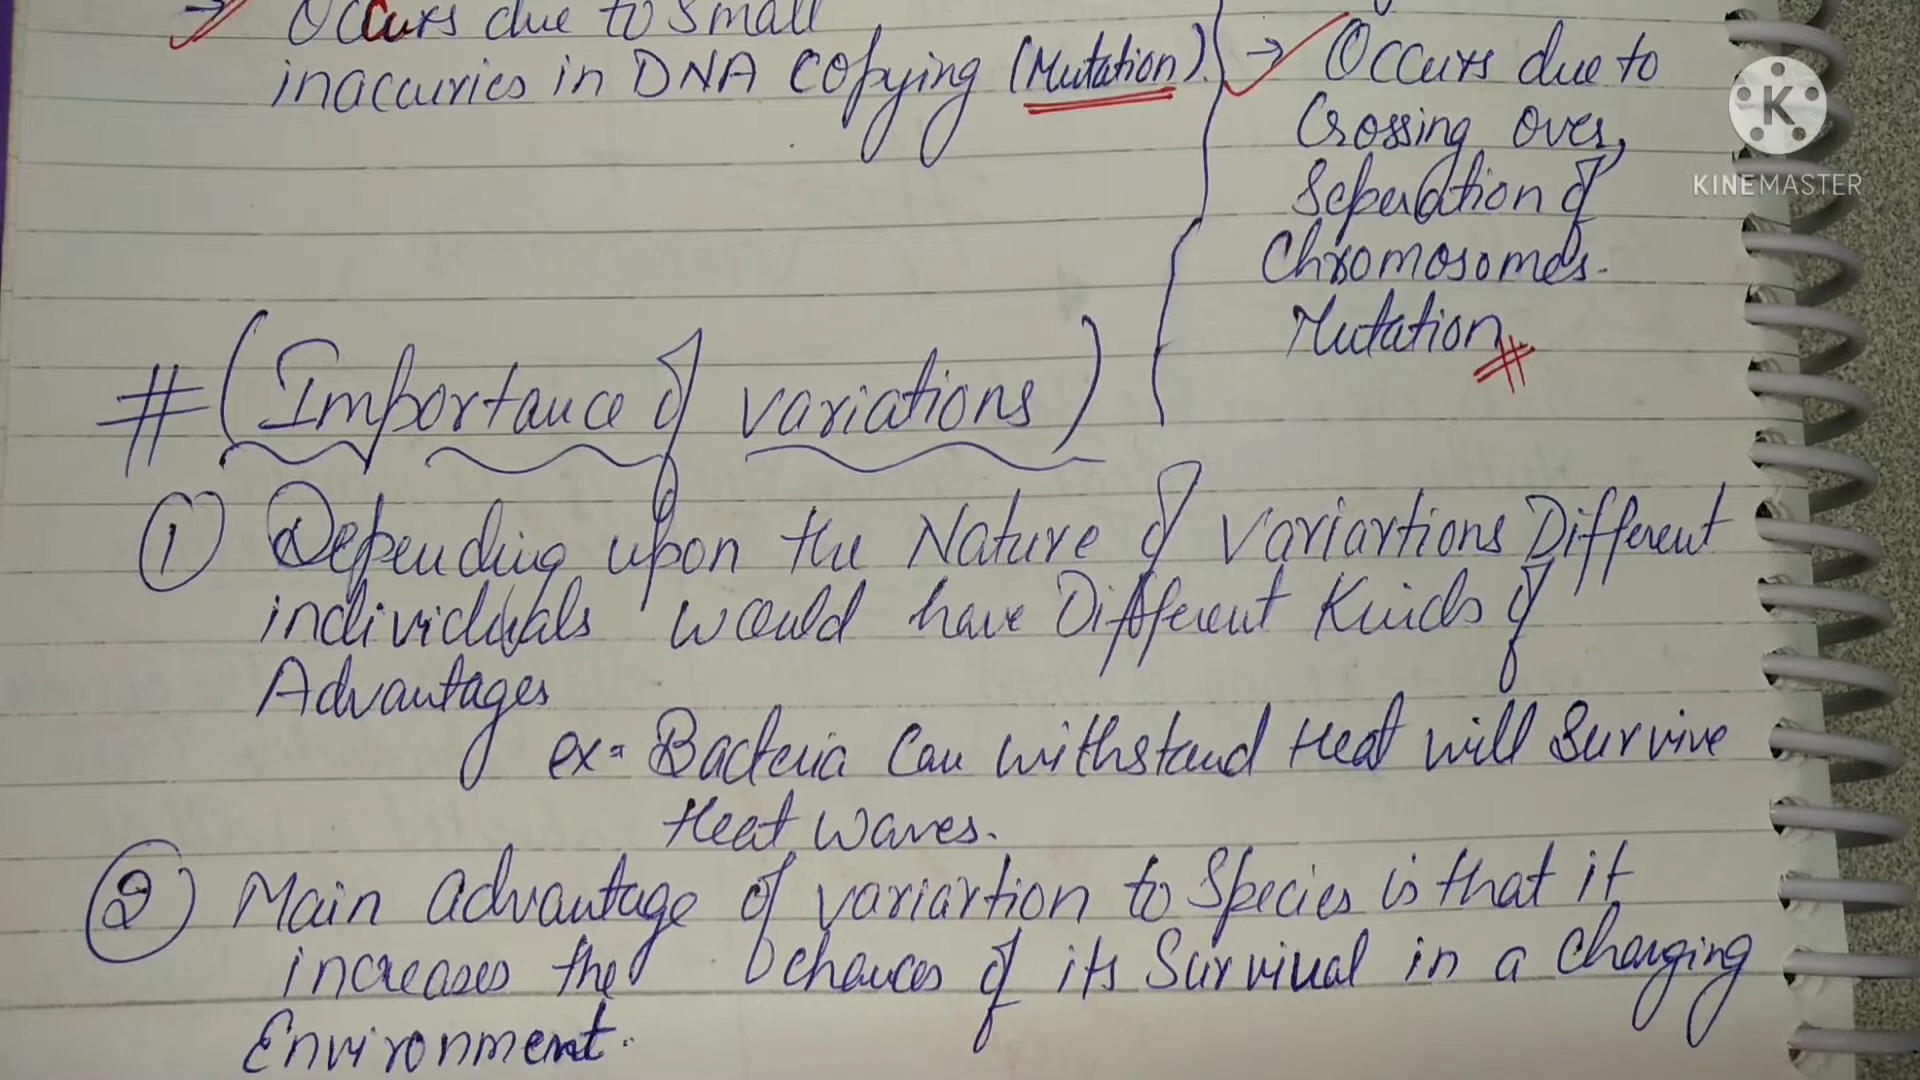 Occurs due to Small
inaccurries in DNA Copying (Mutation).
→ Occurs due to
Crossing over,
Seperation of
Chromosomes.
Mutation
# (Importance of variations)
① Depending upon the Nature of Variartions Different
individuals would have Different Kinds of
Advantages
ex= Bacteria Can withstand Heat will Survive
Heat Waves.
② Main advantage of variartion to Species is that it
increases the chances of its Survival in a Changing
Environment.
KINEMASTER